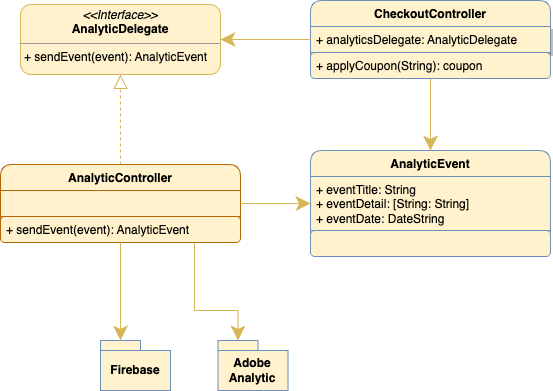 <<Interface>>
AnalyticDelegate
+ sendEvent(event): AnalyticEvent
CheckoutController
+ analyticsDelegate: AnalyticDelegate
+ applyCoupon(String): coupon
AnalyticController
+ sendEvent(event): AnalyticEvent
AnalyticEvent
+ eventTitle: String
+ eventDetail: [String: String]
+ eventDate: DateString
Firebase
Adobe
Analytic